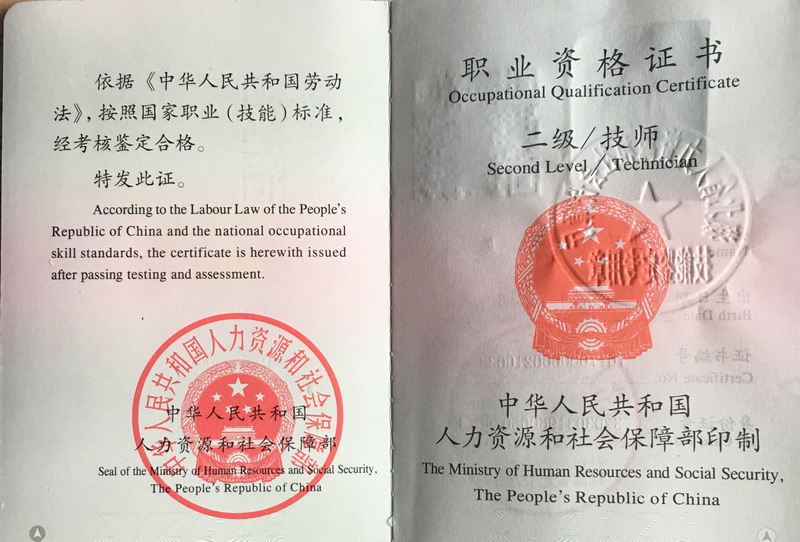 依据《中华人民共和国劳动
法》,按照国家职业(技能)标准,
经考核鉴定合格。
特发此证。
According to the Labour Law of the People's
Republic of China and the national occupational
skill standards, the certificate is herewith issued
after passing testing and assessment.
中华人民共和国人力资源和社会保障部
中华人民共和国
人力资源和社会保障部
Seal of the Ministry of Human Resources and Social Security,
The People's Republic of China
职业资格证书
Occupational Qualification Certificate
二级/技师
Second Level/Technician
中华人民共和国
人力资源和社会保障部印制
The Ministry of Human Resources and Social Security,
The People's Republic of China